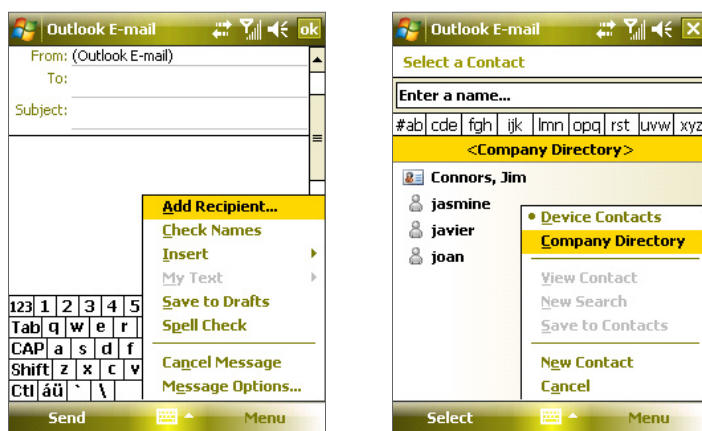 Outlook E-mail ok
From: (Outlook E-mail)
To:
Subject:
Add Recipient...
Check Names
Insert
My Text
Save to Drafts
Spell Check
Cancel Message
Message Options...
123 1 2 3 4 5
Tab q w e r
CAP a s d f
Shift z x c v
Ctl áü ` \
Send Menu
Outlook E-mail
Select a Contact
Enter a name...
#ab cde fgh ijk lmn opq rst uvw xyz
<Company Directory>
Connors, Jim
jasmine
javier
joan
Device Contacts
Company Directory
View Contact
New Search
Save to Contacts
New Contact
Cancel
Select Menu